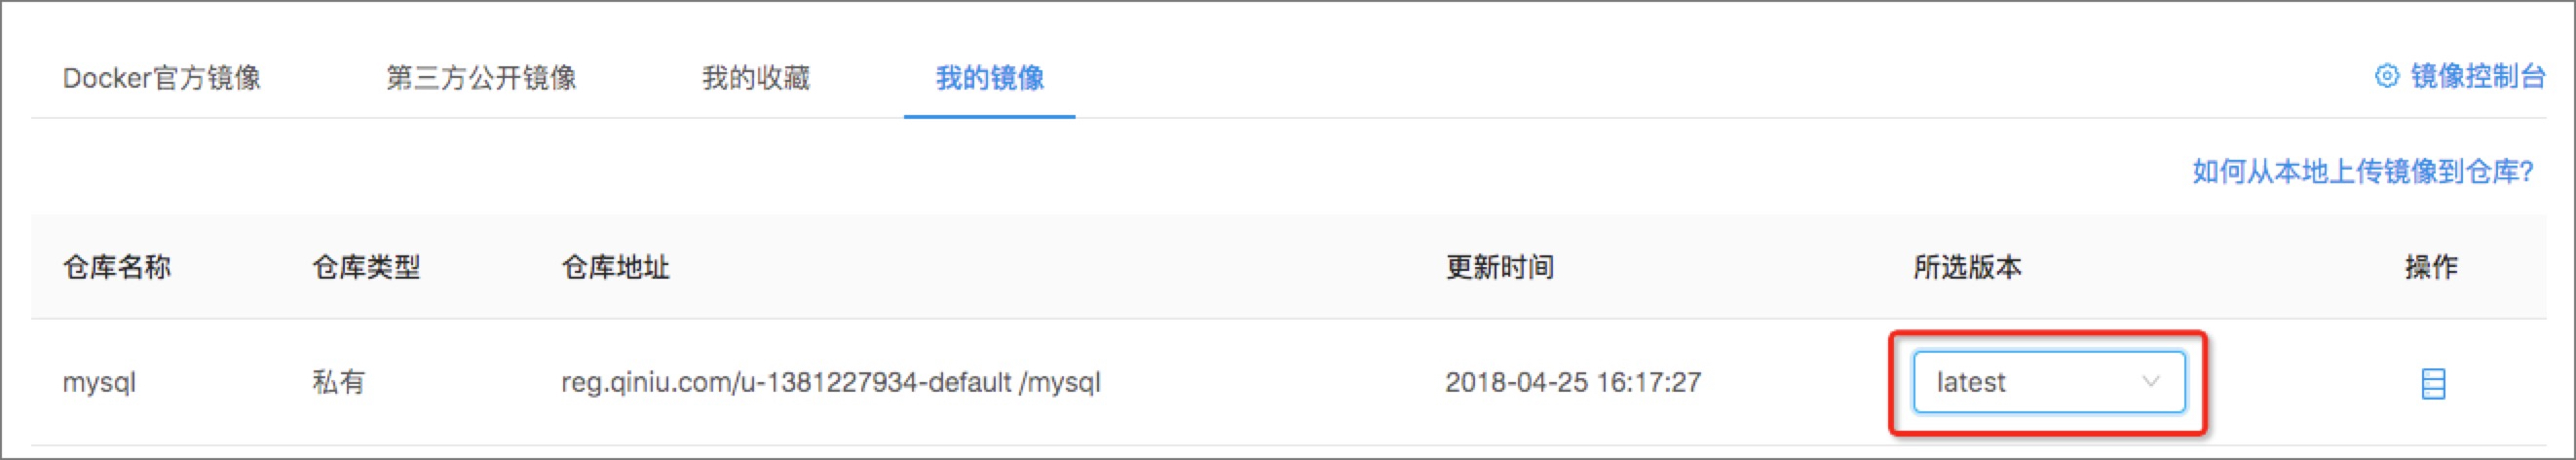 Docker官方镜像 第三方公开镜像 我的收藏 我的镜像 镜像控制台
如何从本地上传镜像到仓库?
仓库名称 仓库类型 仓库地址 更新时间 所选版本 操作
mysql 私有 reg.qiniu.com/u-1381227934-default /mysql 2018-04-25 16:17:27 latest